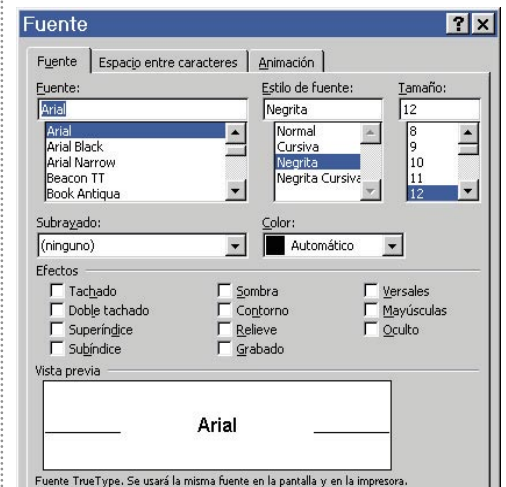 Fuente
Fuente Espacio entre caracteres Animación
Fuente: Estilo de fuente: Tamaño:
Arial Negrita 12
Arial Normal 8
Arial Black Cursiva 9
Arial Narrow Negrita 10
Beacon TT Negrita Cursiva 11
Book Antiqua 12
Subrayado: Color:
(ninguno) Automático
Efectos
Tachado Sombra Versales
Doble tachado Contorno Mayúsculas
Superíndice Relieve Oculto
Subíndice Grabado
Vista previa
Arial
Fuente TrueType. Se usará la misma fuente en la pantalla y en la impresora.